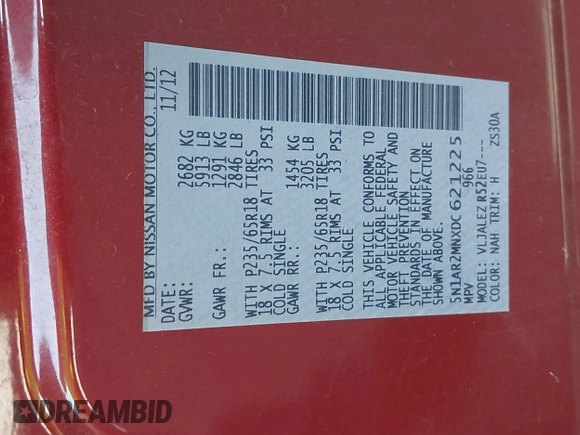 MFD BY NISSAN MOTOR CO., LTD.
DATE: 11/12
GVWR: 2682 KG
5913 LB
GAWR FR.: 1291 KG
2846 LB
WITH P235/65R18 TIRES
18 X 7.5 RIMS AT 33 PSI
COLD SINGLE
GAWR RR.: 1454 KG
3205 LB
WITH P235/65R18 TIRES
18 X 7.5 RIMS AT 35 PSI
COLD SINGLE
THIS VEHICLE CONFORMS TO
ALL APPLICABLE FEDERAL
MOTOR VEHICLE SAFETY AND
THEFT PREVENTION
STANDARDS IN EFFECT ON
THE DATE OF MANUFACTURE
SHOWN ABOVE.
5N1AR2MNXDC621225
MPV 966
MODEL: VLJALEZ R52EU7---
COLOR: NAH TRIM: H ZS30A
DREAMBID